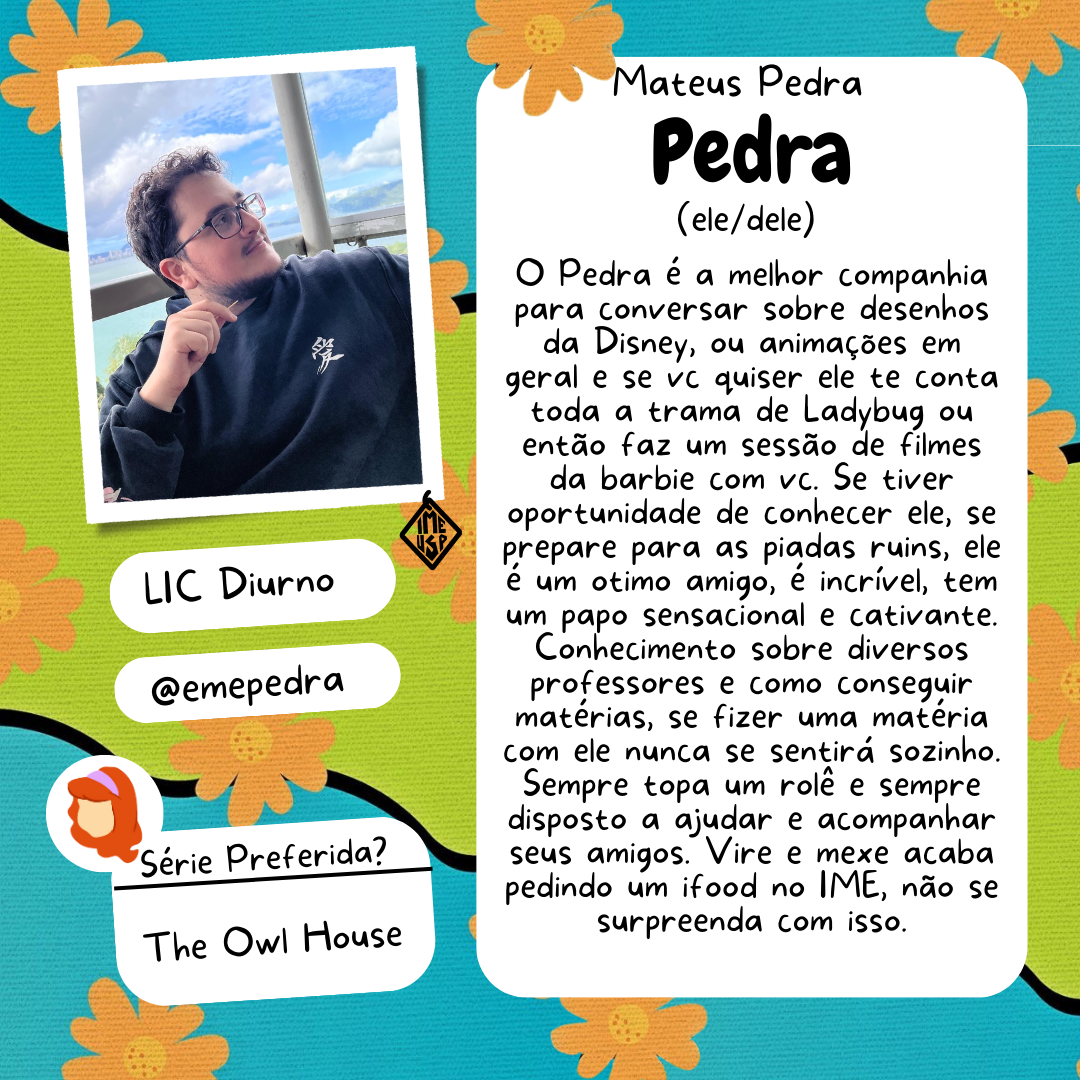 Mateus Pedra
Pedra
(ele/dele)
O Pedra é a melhor companhia
para conversar sobre desenhos
da Disney, ou animações em
geral e se vc quiser ele te conta
toda a trama de Ladybug ou
então faz um sessão de filmes
da barbie com vc. Se tiver
oportunidade de conhecer ele, se
prepare para as piadas ruins, ele
é um otimo amigo, é incrível, tem
um papo sensacional e cativante.
Conhecimento sobre diversos
professores e como conseguir
matérias, se fizer uma matéria
com ele nunca se sentirá sozinho.
Sempre topa um rolê e sempre
disposto a ajudar e acompanhar
seus amigos. Vire e mexe acaba
pedindo um ifood no IME, não se
surpreenda com isso.
IME
USP
LIC Diurno
@emepedra
Série Preferida?
The Owl House